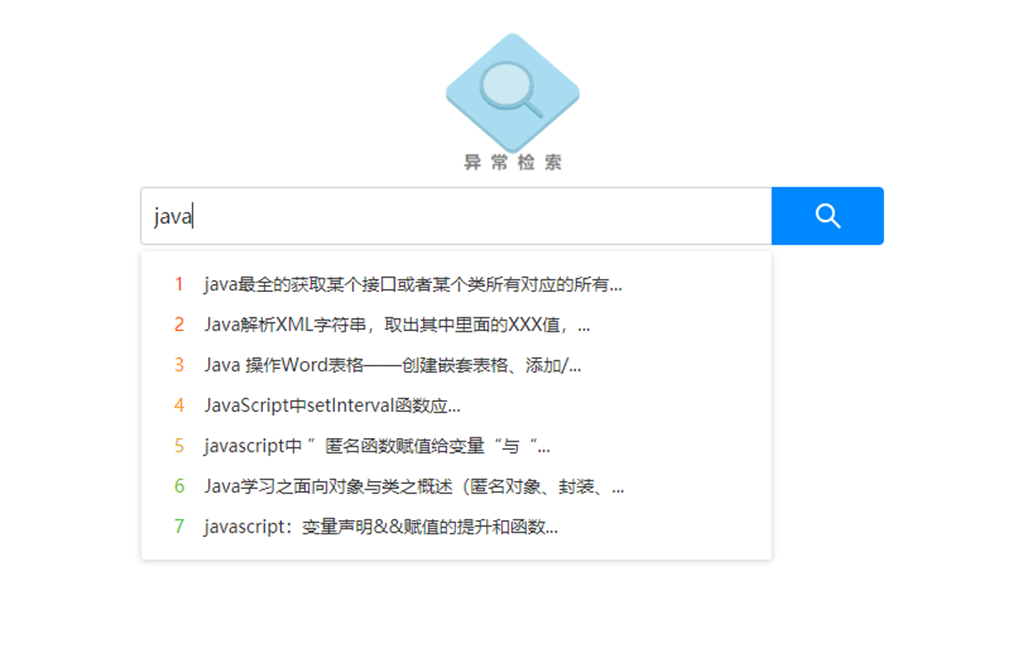 异常检索
java
1 java最全的获取某个接口或者某个类所有对应的所有...
2 Java解析XML字符串，取出其中里面的XXX值，...
3 Java 操作Word表格——创建嵌套表格、添加/...
4 JavaScript中setInterval函数应...
5 javascript中 ”匿名函数赋值给变量“与“...
6 Java学习之面向对象与类之概述（匿名对象、封装、...
7 javascript：变量声明&&赋值的提升和函数...